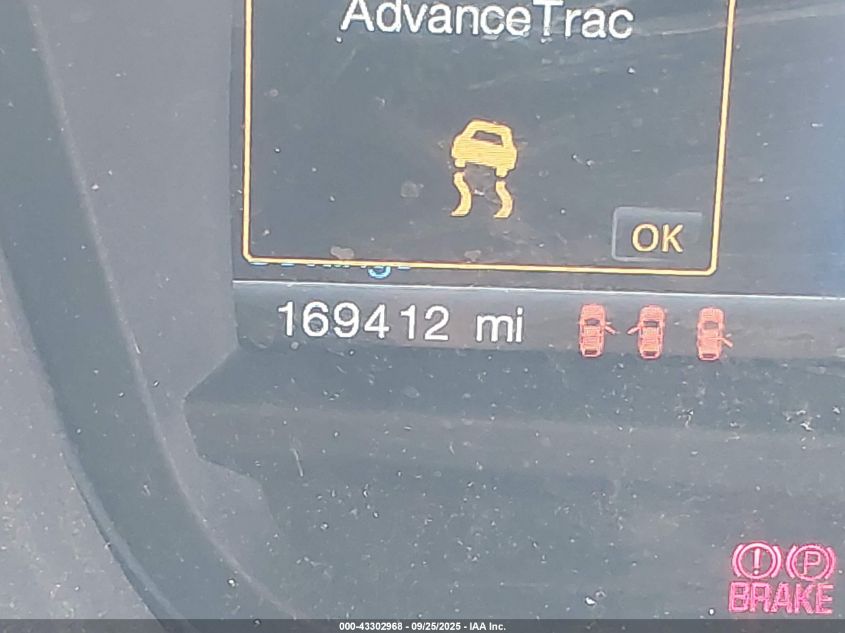 AdvanceTrac
OK
169412 mi
! P
BRAKE
000-43302968 - 09/25/2025 - IAA Inc.